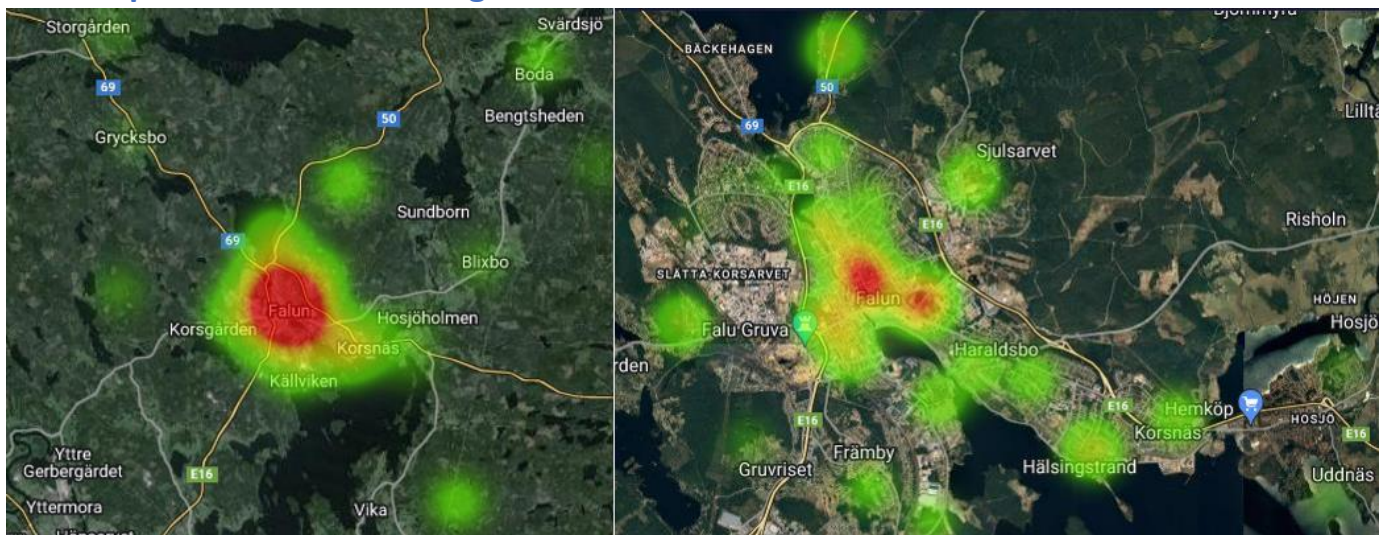 Storgården
Svärdsjö
Boda
69
50
Bengtsheden
Grycksbo
Sundborn
69
Blixbo
Falun
Hosjöholmen
Korsgården
Korsnäs
Källviken
Yttre
Gerbergärdet
E16
Yttermora
Vika
BÄCKEHAGEN
50
69
Sjulsarvet
E16
Risholn
E16
SLÄTTA-KORSARVET
Falun
HÖJEN
Falu Gruva
Haraldsbo
E16
Hemköp
HOSJÖ
E16
Korsnäs
E16
Främby
Hälsingstrand
Gruvriset
Uddnäs